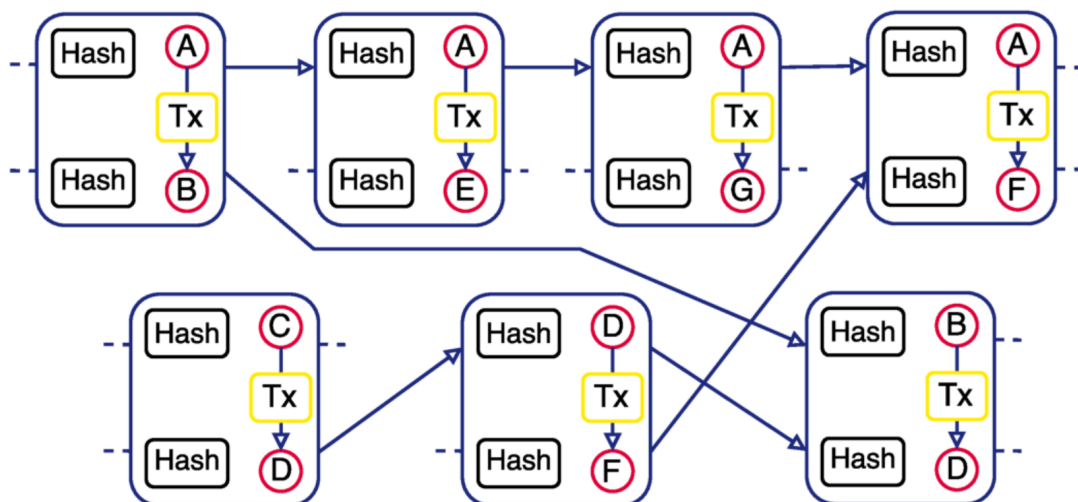 Hash A Hash A Hash A Hash A
Tx Tx Tx Tx
Hash B Hash E Hash G Hash F
Hash C Hash D Hash B
Tx Tx Tx
Hash D Hash F Hash D